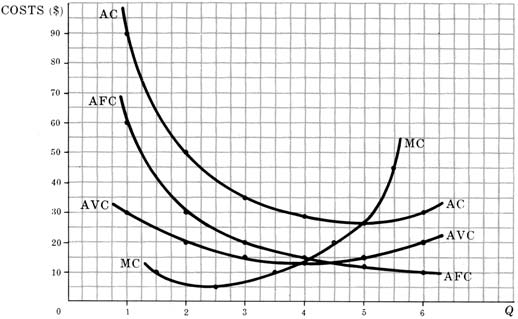 COSTS ($)
AC
90
80
70
AFC
60
50
MC
40
30
AVC
AC
20
AVC
MC
10
AFC
0
1 2 3 4 5 6 Q